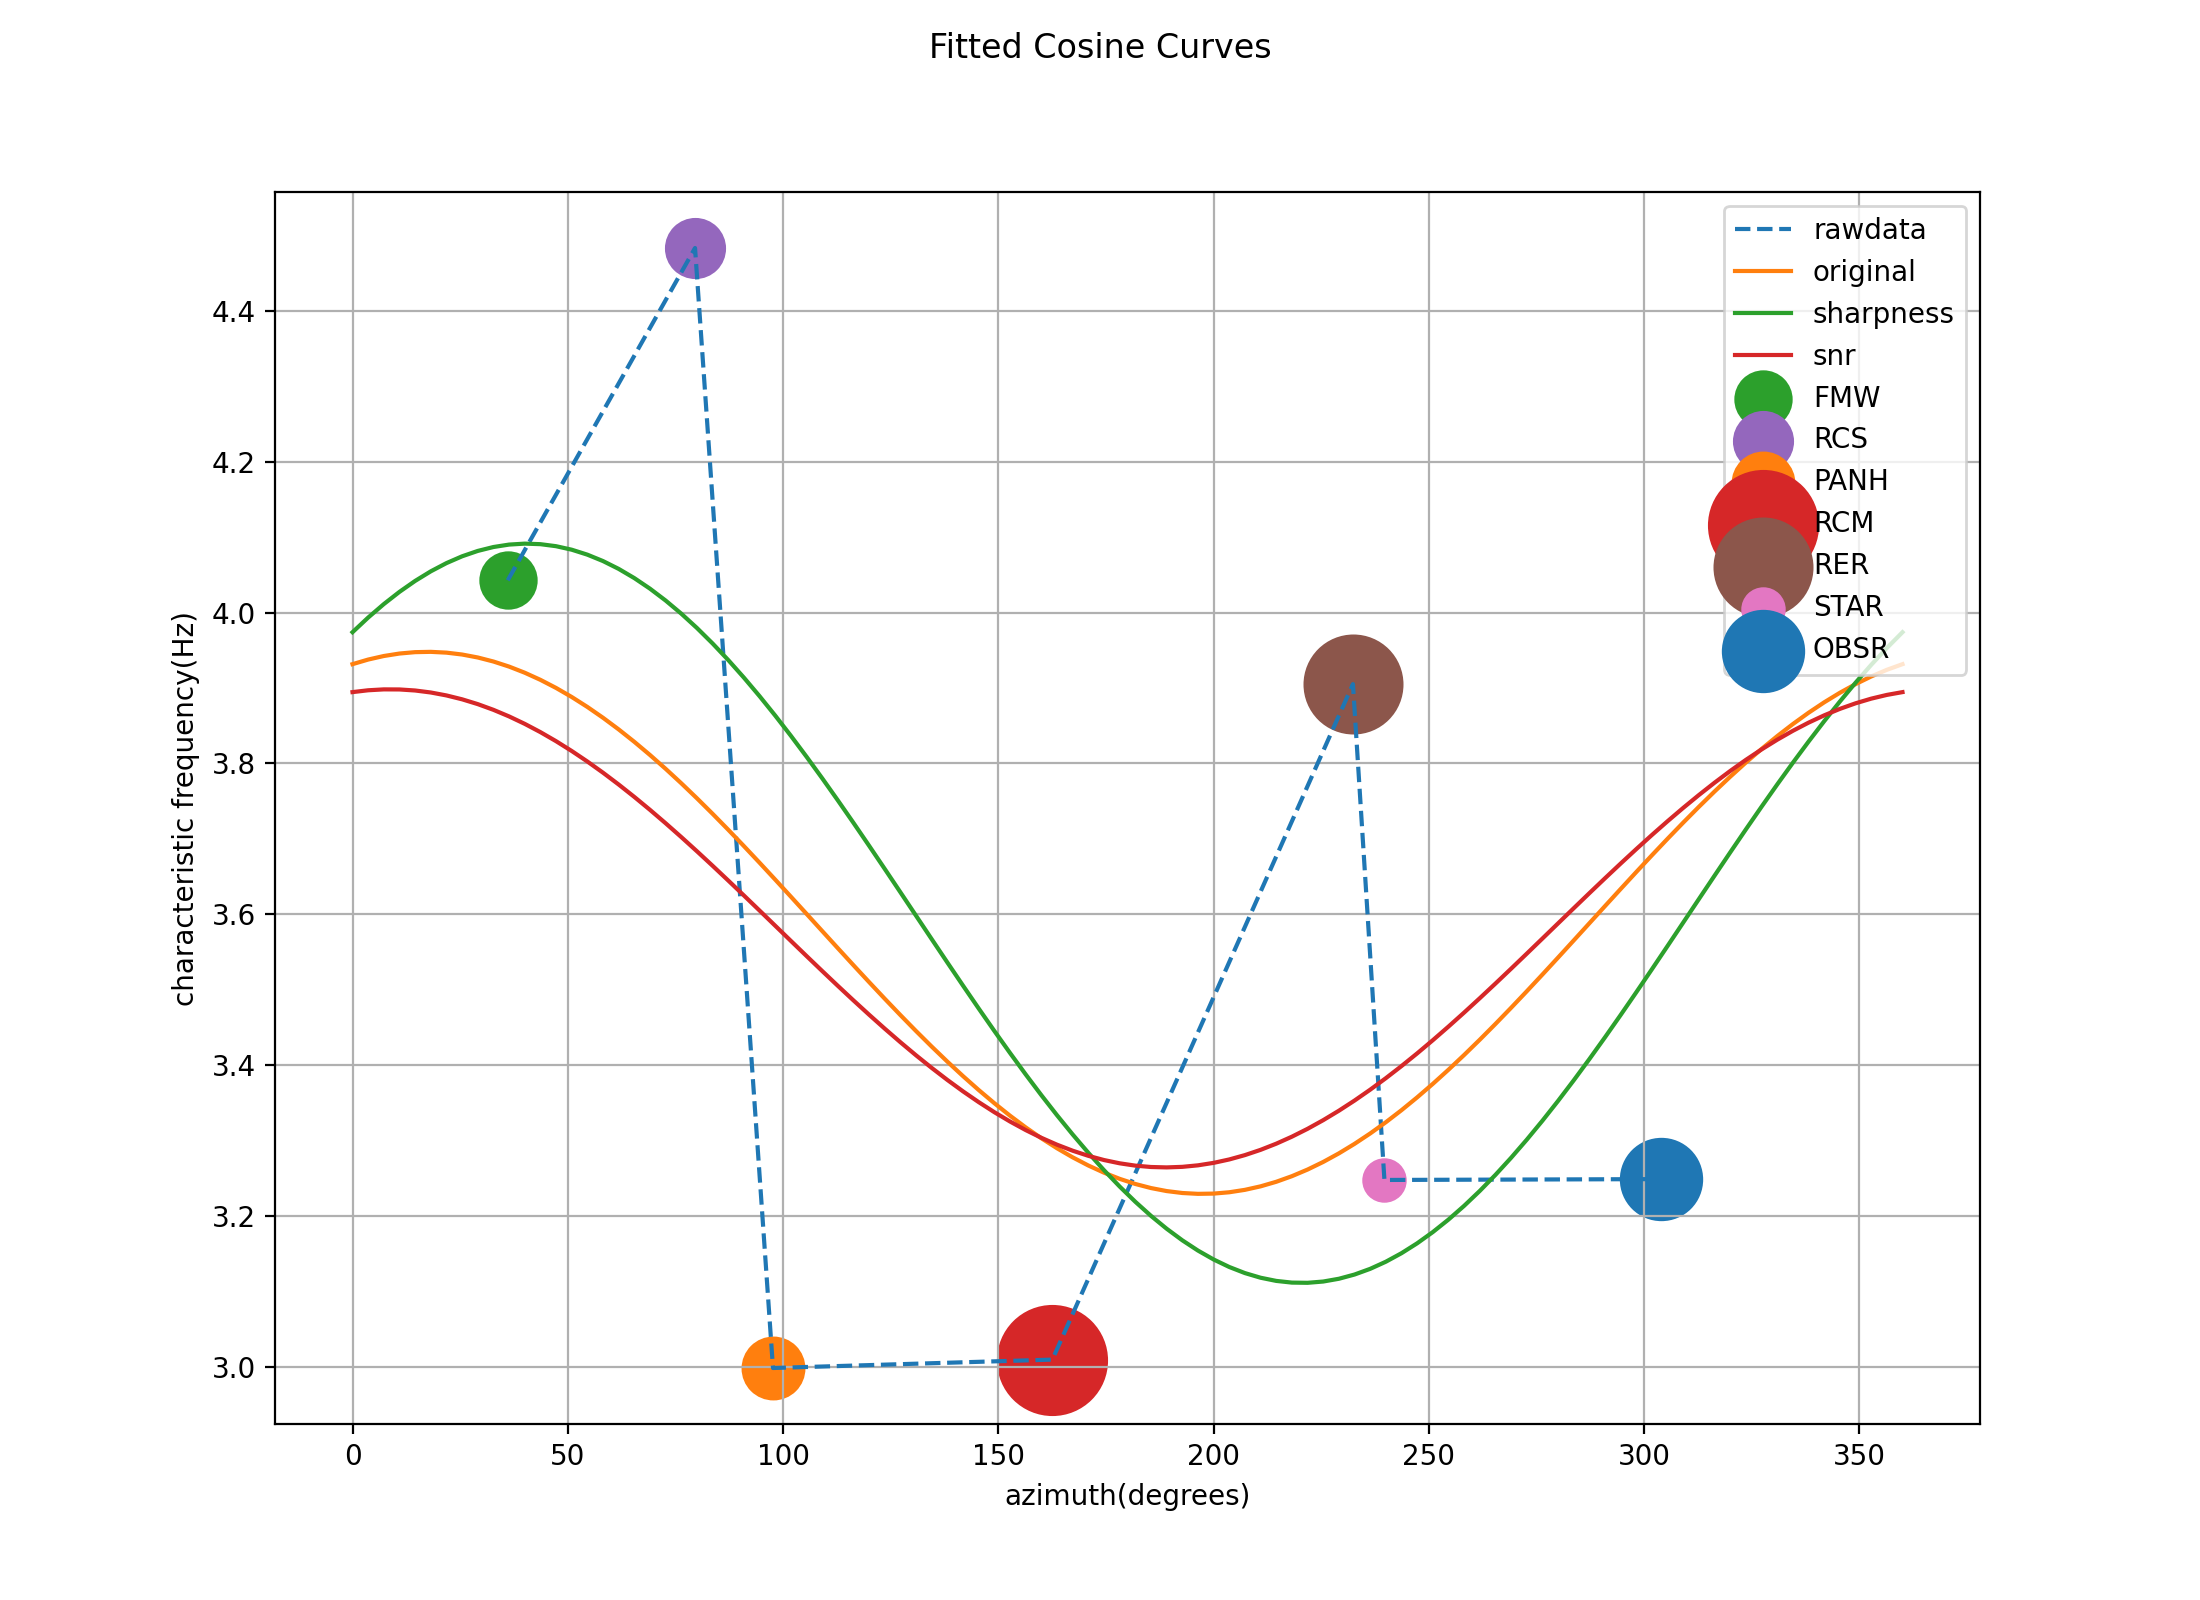 Fitted Cosine Curves
rawdata
original
sharpness
snr
FMW
RCS
PANH
RCM
RER
STAR
OBSR
4.4
4.2
4.0
3.8
3.6
3.4
3.2
3.0
characteristic frequency(Hz)
0 50 100 150 200 250 300 350
azimuth(degrees)